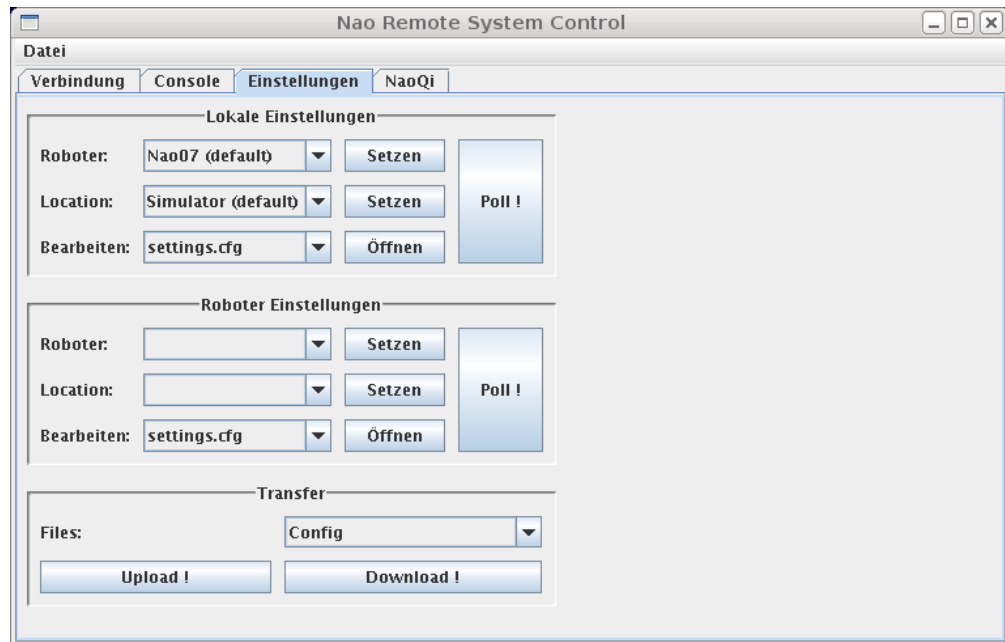 Nao Remote System Control
Datei
Verbindung Console Einstellungen NaoQi
Lokale Einstellungen
Roboter: Nao07 (default) Setzen
Location: Simulator (default) Setzen Poll !
Bearbeiten: settings.cfg Öffnen
Roboter Einstellungen
Roboter: Setzen
Location: Setzen Poll !
Bearbeiten: settings.cfg Öffnen
Transfer
Files: Config
Upload ! Download !